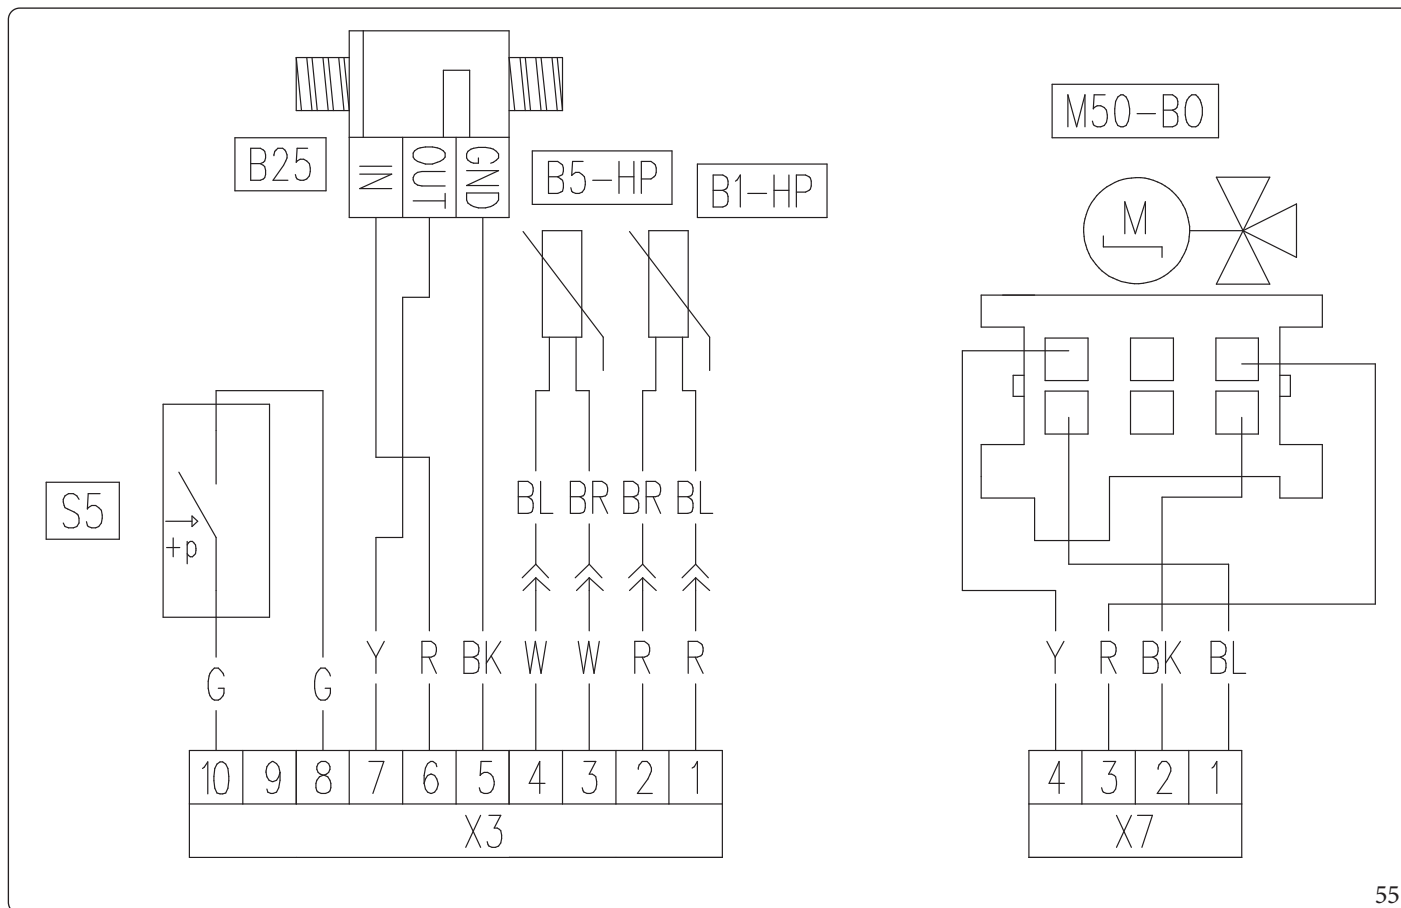 M50-BO
B25
IN OUT GND
B5-HP
B1-HP
M
BL BR BR BL
S5
+p
Y R BK W W R R
G G
Y R BK BL
10 9 8 7 6 5 4 3 2 1
X3
4 3 2 1
X7
55